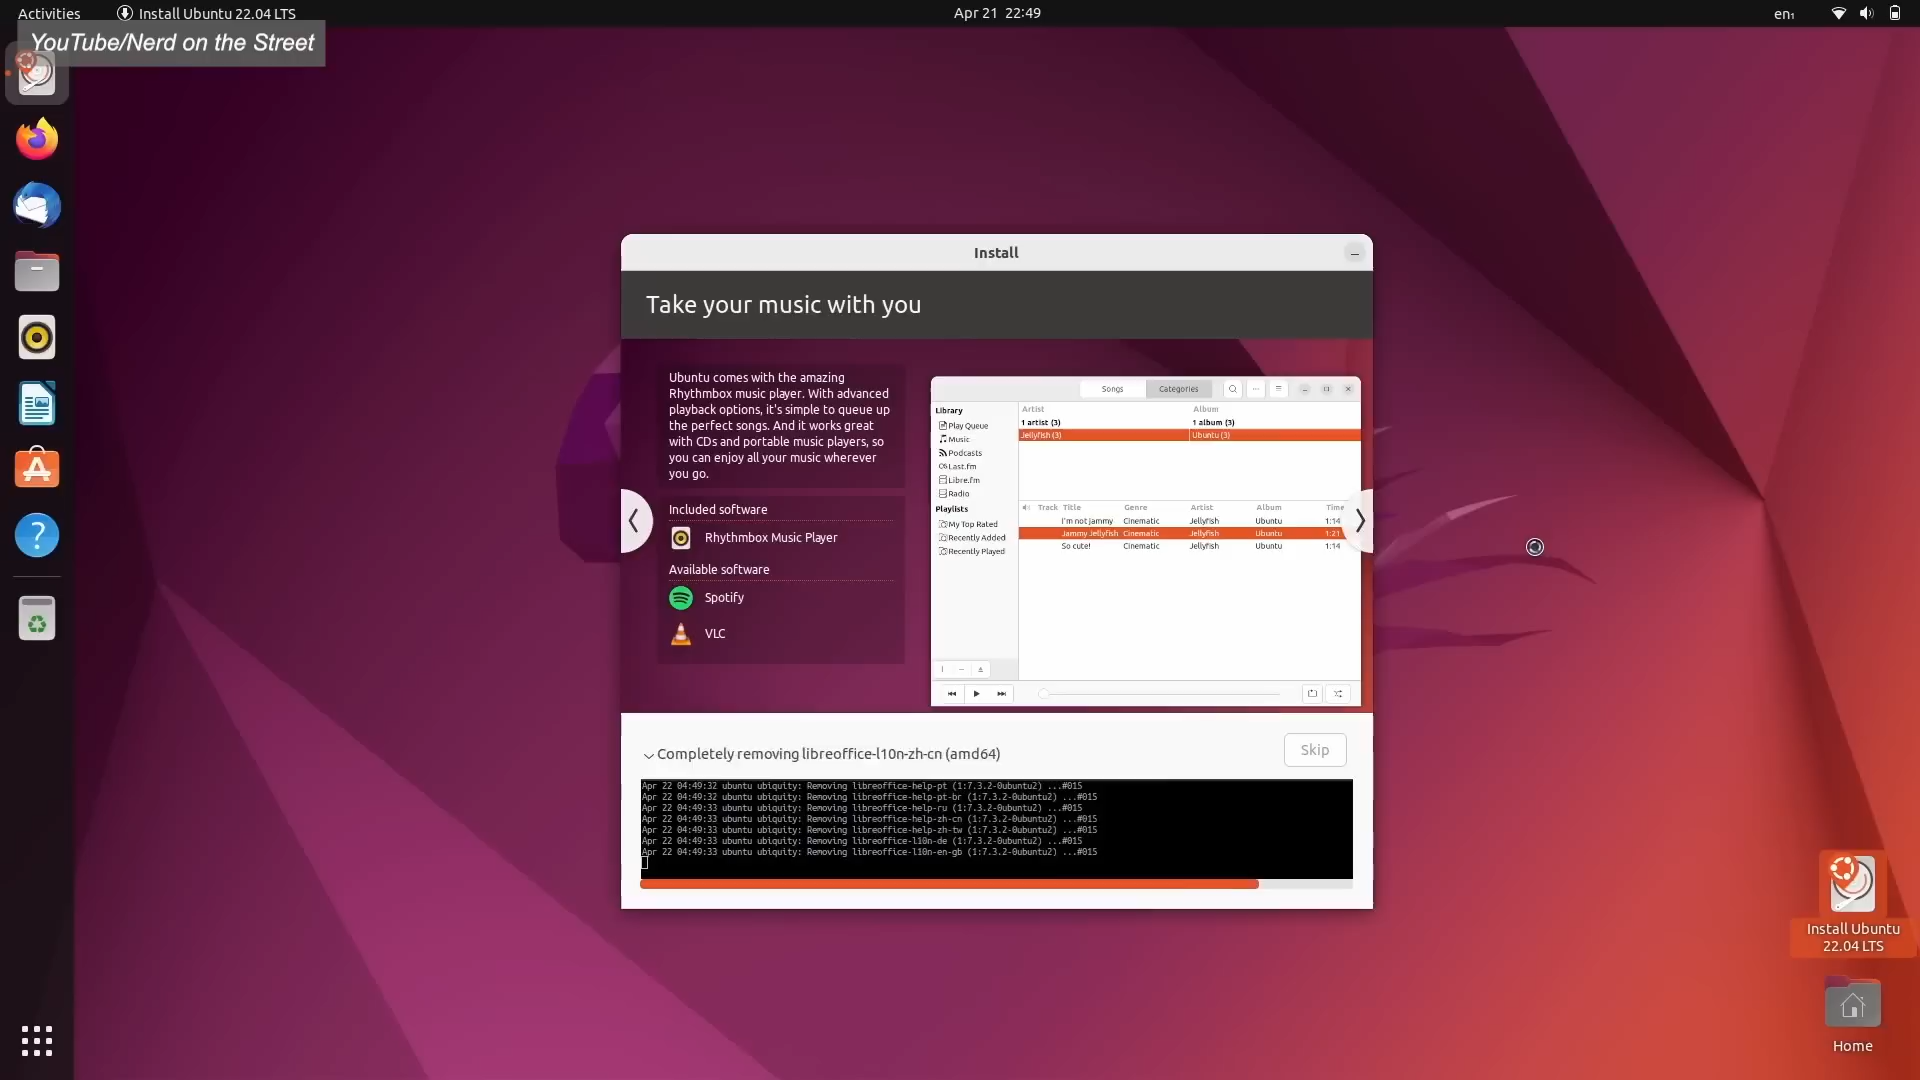 Activities
Install Ubuntu 22.04 LTS
Apr 21 22:49
en₁
YouTube/Nerd on the Street
Install
Take your music with you
Ubuntu comes with the amazing
Rhythmbox music player. With advanced
playback options, it's simple to queue up
the perfect songs. And it works great
with CDs and portable music players, so
you can enjoy all your music wherever
you go.
Included software
Rhythmbox Music Player
Available software
Spotify
VLC
Songs
Categories
Library
Play Queue
Music
Podcasts
Last.fm
Libre.fm
Radio
Playlists
My Top Rated
Recently Added
Recently Played
Artist Album
1 artist (3) 1 album (3)
Jellyfish (3) Ubuntu (3)
Track Title Genre Artist Album Time
I'm not jammy Cinematic Jellyfish Ubuntu 1:14
Jammy Jellyfish Cinematic Jellyfish Ubuntu 1:21
So cute! Cinematic Jellyfish Ubuntu 1:14
Completely removing libreoffice-l10n-zh-cn (amd64)
Skip
Apr 22 04:49:32 ubuntu ubiquity: Removing libreoffice-help-pt (1:7.3.2-0ubuntu2) ...#015
Apr 22 04:49:32 ubuntu ubiquity: Removing libreoffice-help-pt-br (1:7.3.2-0ubuntu2) ...#015
Apr 22 04:49:33 ubuntu ubiquity: Removing libreoffice-help-ru (1:7.3.2-0ubuntu2) ...#015
Apr 22 04:49:33 ubuntu ubiquity: Removing libreoffice-help-zh-cn (1:7.3.2-0ubuntu2) ...#015
Apr 22 04:49:33 ubuntu ubiquity: Removing libreoffice-help-zh-tw (1:7.3.2-0ubuntu2) ...#015
Apr 22 04:49:33 ubuntu ubiquity: Removing libreoffice-l10n-de (1:7.3.2-0ubuntu2) ...#015
Apr 22 04:49:33 ubuntu ubiquity: Removing libreoffice-l10n-en-gb (1:7.3.2-0ubuntu2) ...#015
Install Ubuntu
22.04 LTS
Home